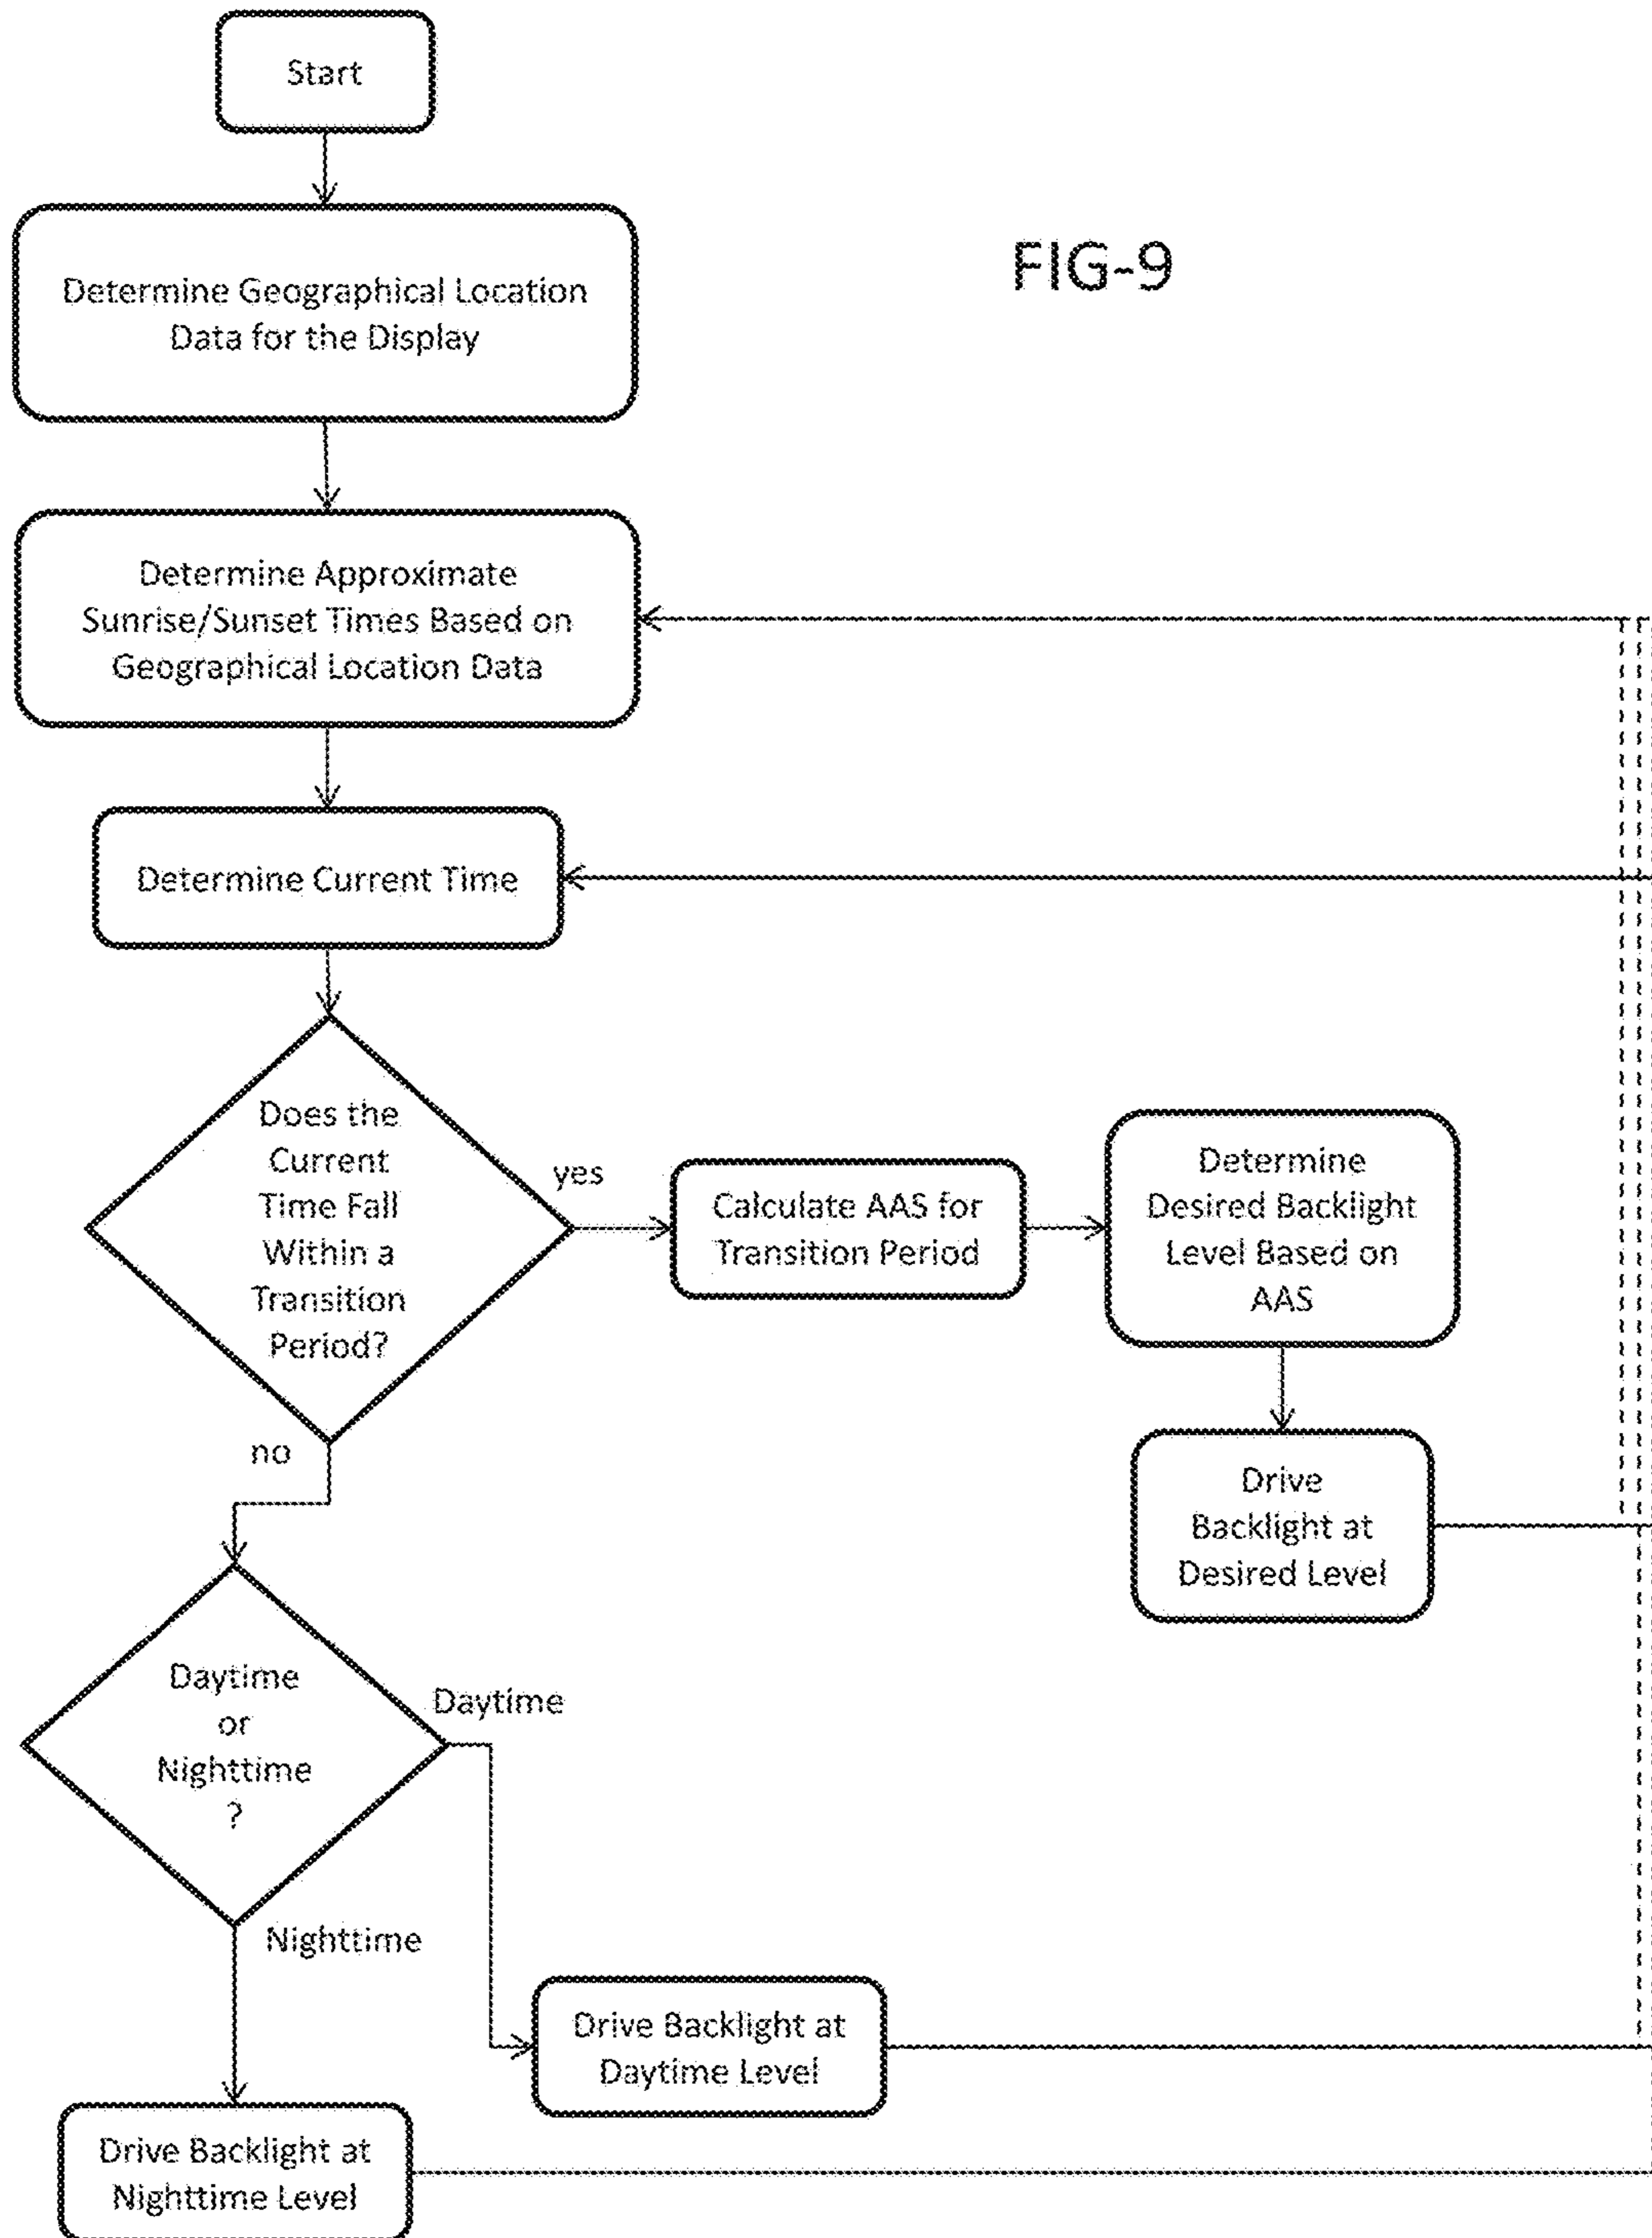 Start
FIG-9
Determine Geographical Location
Data for the Display
Determine Approximate
Sunrise/Sunset Times Based on
Geographical Location Data
Determine Current Time
Does the
Current
Time Fall
Within a
Transition
Period?
yes
Calculate AAS for
Transition Period
Determine
Desired Backlight
Level Based on
AAS
no
Drive
Backlight at
Desired Level
Daytime
or
Nighttime
?
Daytime
Nighttime
Drive Backlight at
Daytime Level
Drive Backlight at
Nighttime Level